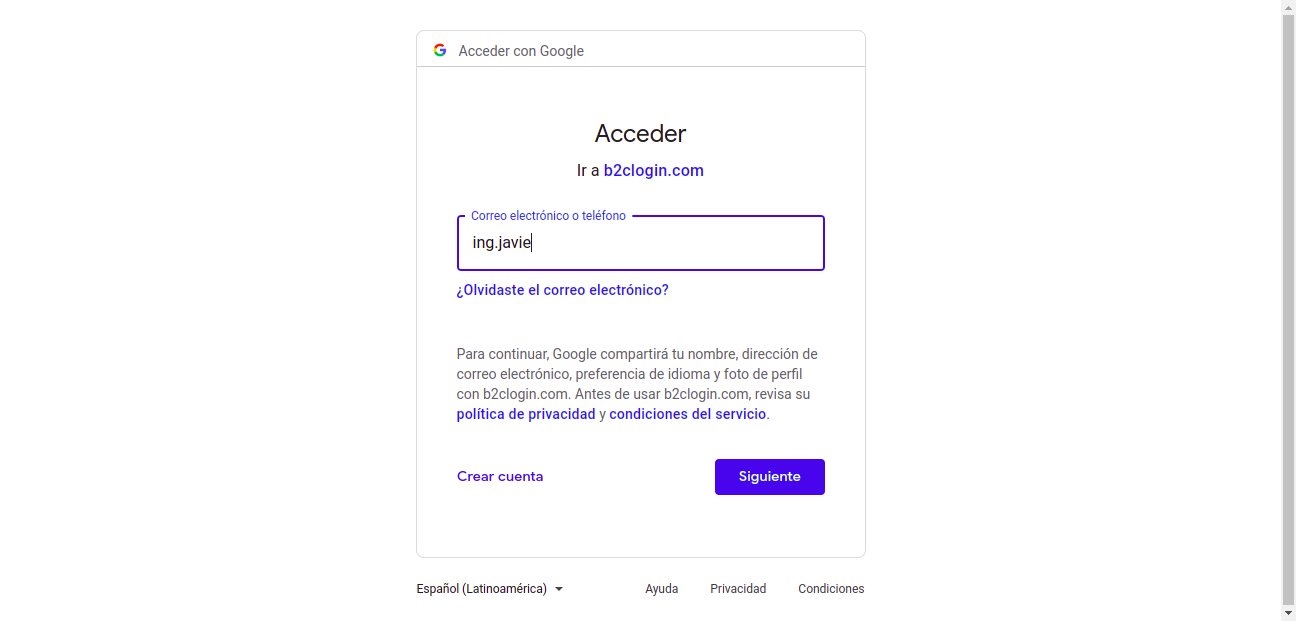 Acceder con Google
Acceder
Ir a b2clogin.com
Correo electrónico o teléfono
ing.javie
¿Olvidaste el correo electrónico?
Para continuar, Google compartirá tu nombre, dirección de
correo electrónico, preferencia de idioma y foto de perfil
con b2clogin.com. Antes de usar b2clogin.com, revisa su
política de privacidad y condiciones del servicio.
Crear cuenta
Siguiente
Español (Latinoamérica)
Ayuda
Privacidad
Condiciones